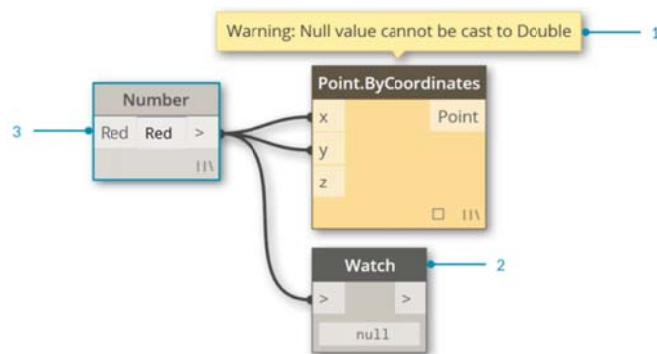 Warning: Null value cannot be cast to Double
1
Point.ByCoordinates
Number
x
Point
3
Red
Red
>
y
z
Watch
2
>
>
null